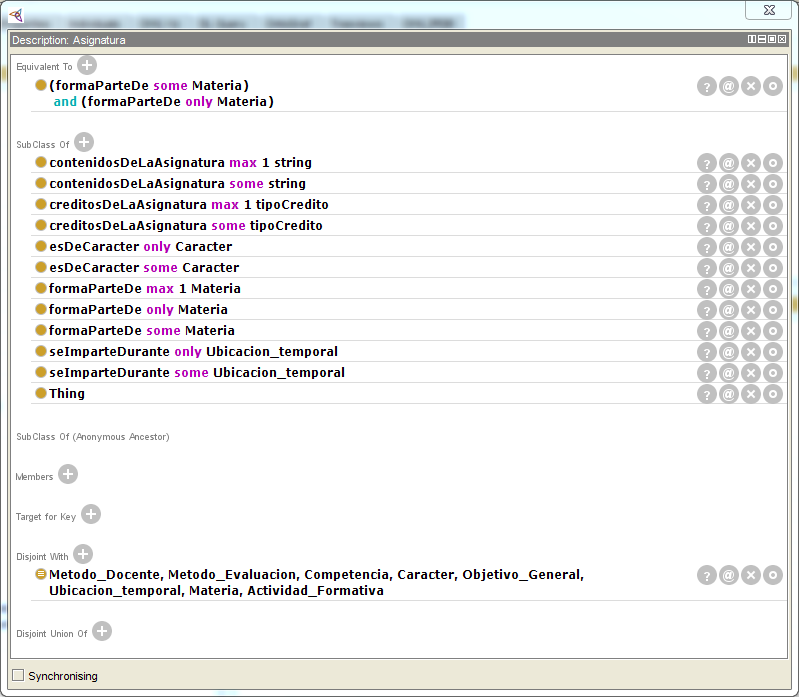 Description: Asignatura
Equivalent To
(formaParteDe some Materia)
and (formaParteDe only Materia)
SubClass Of
contenidosDeLaAsignatura max 1 string
contenidosDeLaAsignatura some string
creditosDeLaAsignatura max 1 tipoCredito
creditosDeLaAsignatura some tipoCredito
esDeCaracter only Caracter
esDeCaracter some Caracter
formaParteDe max 1 Materia
formaParteDe only Materia
formaParteDe some Materia
seImparteDurante only Ubicacion_temporal
seImparteDurante some Ubicacion_temporal
Thing
SubClass Of (Anonymous Ancestor)
Members
Target for Key
Disjoint With
Metodo_Docente, Metodo_Evaluacion, Competencia, Caracter, Objetivo_General,
Ubicacion_temporal, Materia, Actividad_Formativa
Disjoint Union Of
Synchronising